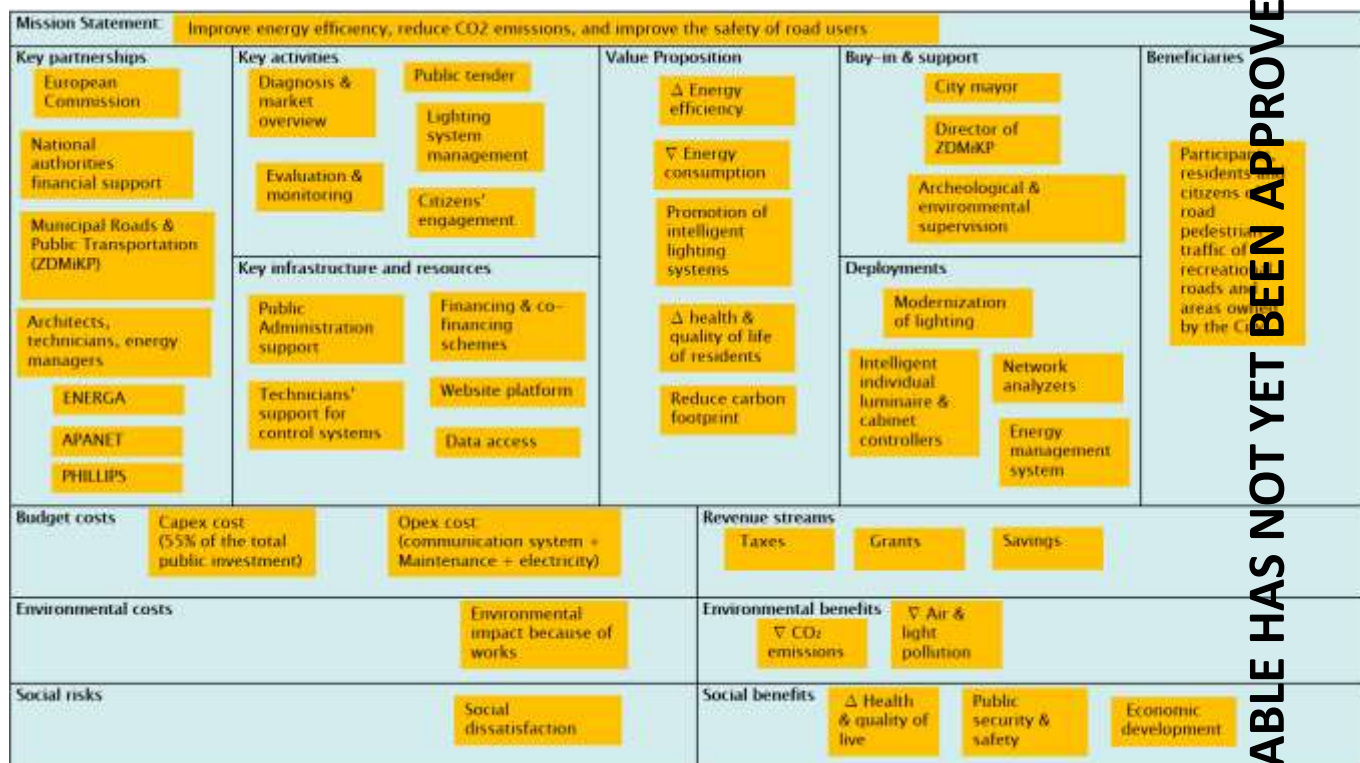 Mission Statement
Improve energy efficiency, reduce CO2 emissions, and improve the safety of road users
Key partnerships
European
Commission
National
authorities
financial support
Municipal Roads &
Public Transportation
(ZDMiKP)
Architects,
technicians, energy
managers
ENERGA
APANET
PHILLIPS
Key activities
Diagnosis &
market
overview
Public tender
Lighting
system
management
Evaluation &
monitoring
Citizens'
engagement
Key infrastructure and resources
Public
Administration
support
Financing & co-
financing
schemes
Technicians'
support for
control systems
Website platform
Data access
Value Proposition
Δ Energy
efficiency
∇ Energy
consumption
Promotion of
intelligent
lighting
systems
Δ health &
quality of life
of residents
Reduce carbon
footprint
Buy-in & support
City mayor
Director of
ZDMiKP
Archeological &
environmental
supervision
Deployments
Modernization
of lighting
Intelligent
individual
luminaire &
cabinet
controllers
Network
analyzers
Energy
management
system
Beneficiaries
residents and
citizens
road
traffic of
roads and
areas owned
by the
Budget costs
Capex cost
(55% of the total
public investment)
Opex cost
(communication system +
Maintenance + electricity)
Revenue streams
Taxes
Grants
Savings
Environmental costs
Environmental
impact because of
works
Environmental benefits
∇ CO₂
emissions
∇ Air &
light
pollution
Social risks
Social
dissatisfaction
Social benefits
Δ Health
& quality of
live
Public
security &
safety
Economic
development
ABLE HAS NOT YET BEEN APPROVE